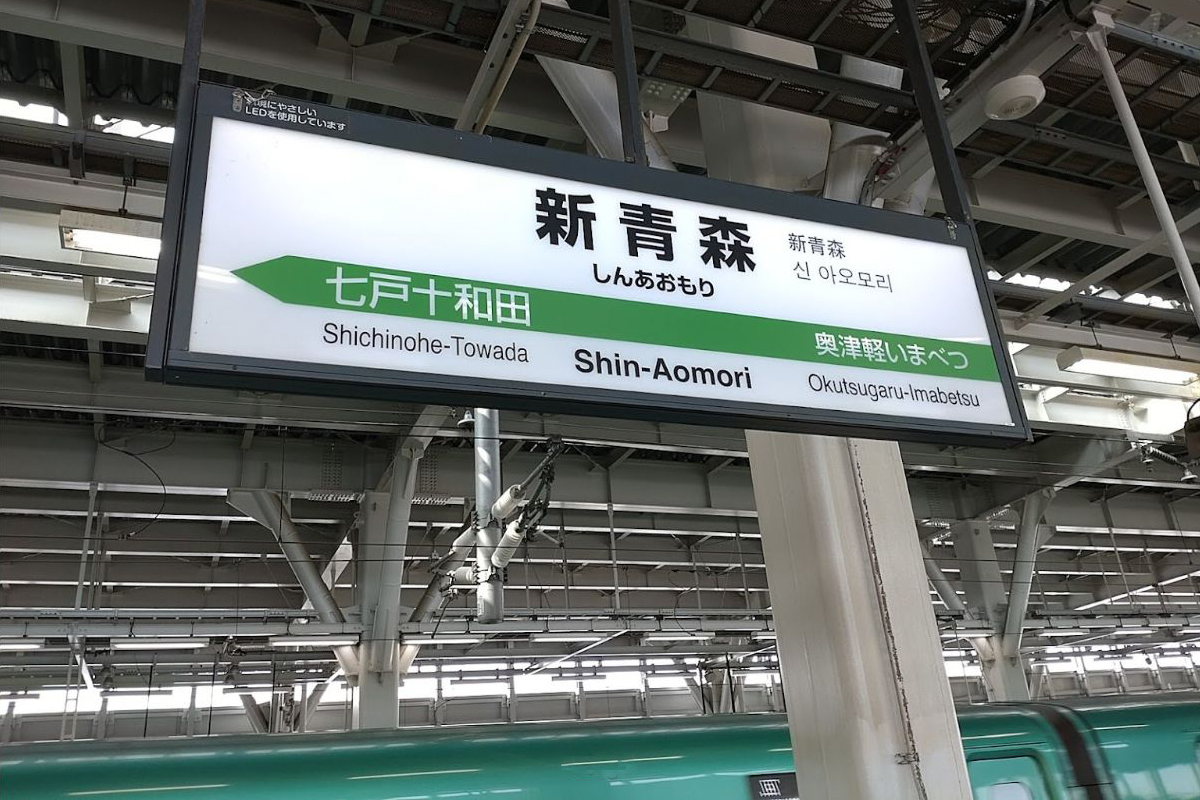 環境にやさしい
LEDを使用しています
新青森
しんあおもり
新青森
신 아오모리
七戸十和田
奥津軽いまべつ
Shichinohe-Towada
Shin-Aomori
Okutsugaru-Imabetsu